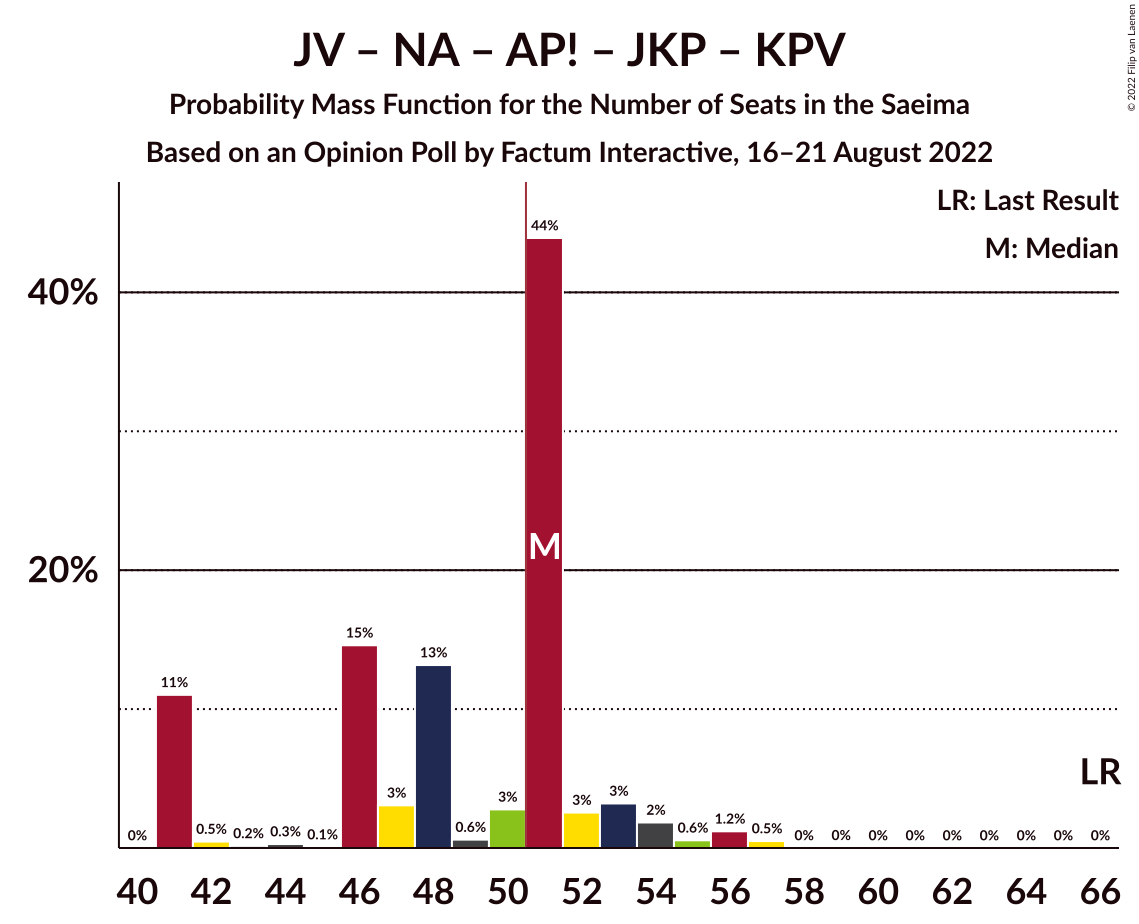 JV – NA – AP! – JKP – KPV
Probability Mass Function for the Number of Seats in the Saeima
Based on an Opinion Poll by Factum Interactive, 16–21 August 2022
© 2022 Filip van Laenen
LR: Last Result
M: Median
40%
20%
0% 11% 0.5% 0.2% 0.3% 0.1% 15% 3% 13% 0.6% 3% 44% 3% 3% 2% 0.6% 1.2% 0.5% 0% 0% 0% 0% 0% 0% 0% 0% 0%
M
LR
40 42 44 46 48 50 52 54 56 58 60 62 64 66